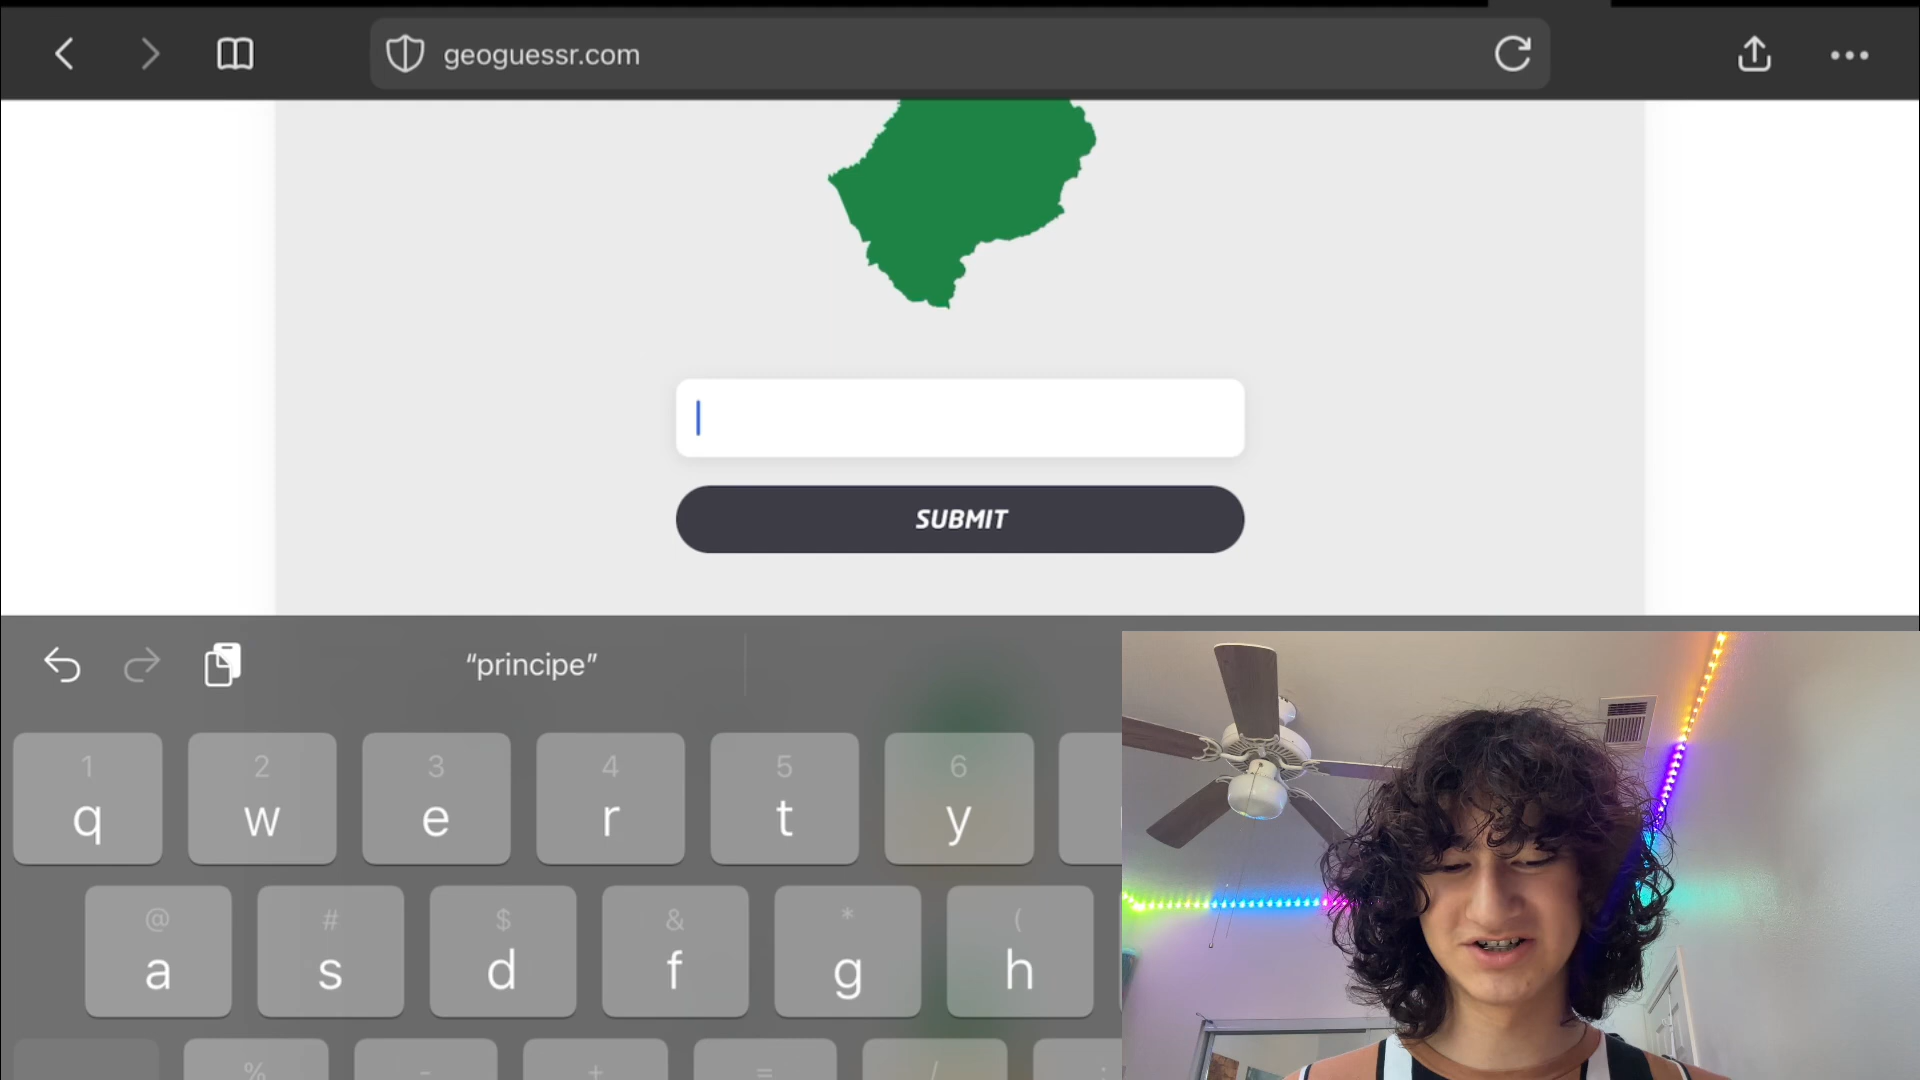 geoguessr.com
SUBMIT
“principe”
1 2 3 4 5 6
q w e r t y
@ # $ & * (
a s d f g h
% - + = / :